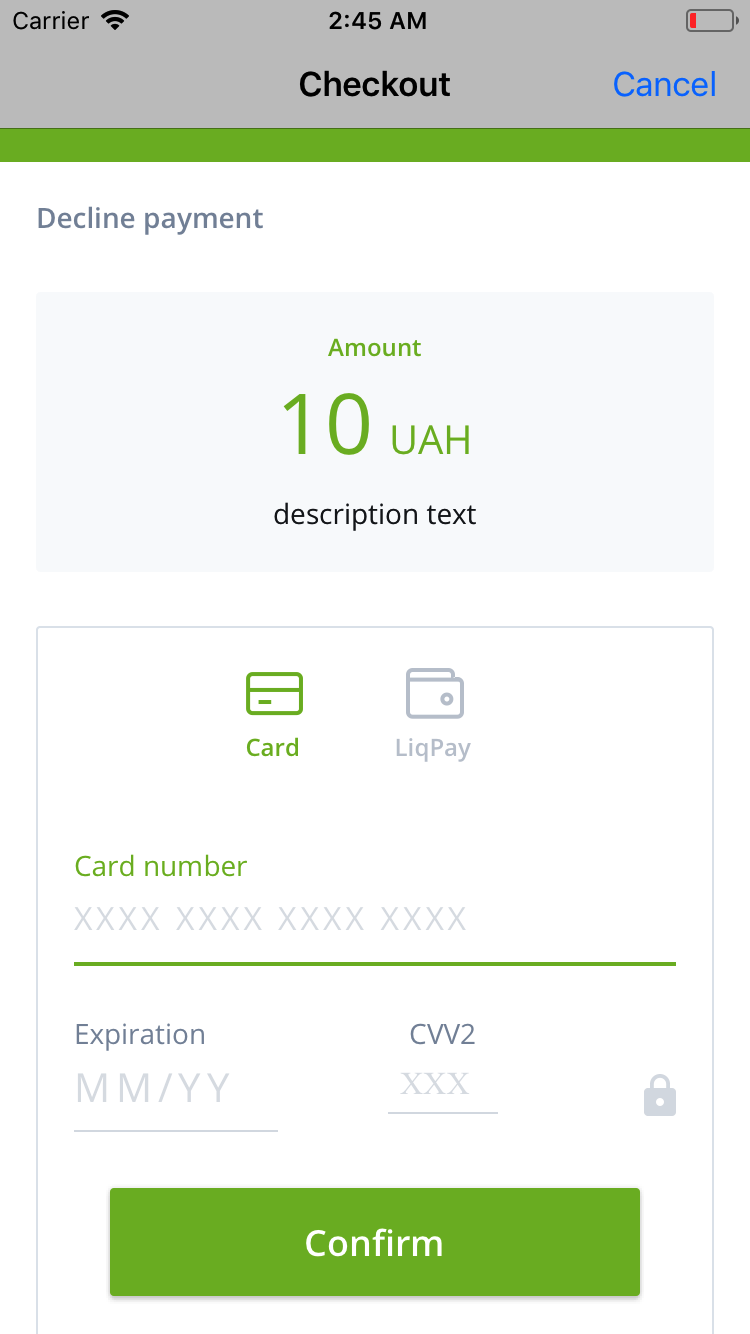 Carrier 2:45 AM
Checkout Cancel
Decline payment
Amount
10 UAH
description text
Card LiqPay
Card number
XXXX XXXX XXXX XXXX
Expiration CVV2
MM/YY XXX
Confirm